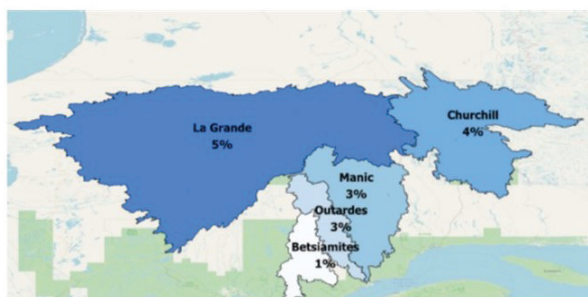 La Grande
5%
Churchill
4%
Manic
3%
Outardes
3%
Betsiamites
1%